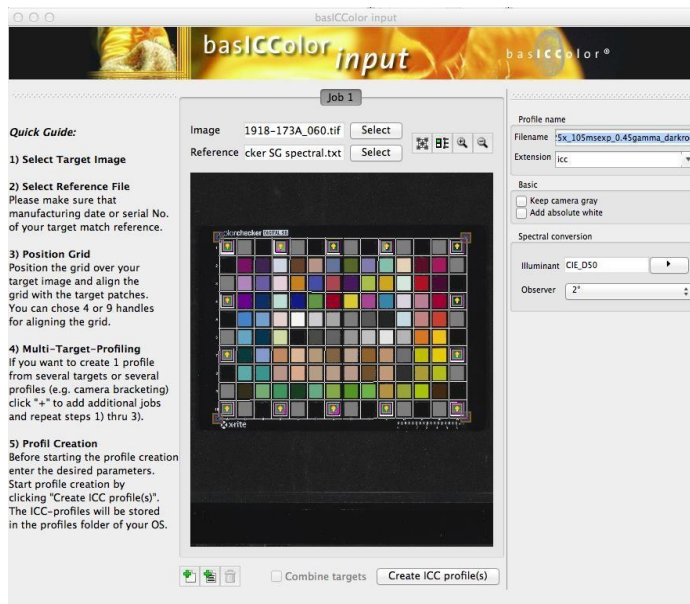 basICColor input
basICColor input
basICColor®
Job 1
Quick Guide:
1) Select Target Image
2) Select Reference File
Please make sure that
manufacturing date or serial No.
of your target match reference.
3) Position Grid
Position the grid over your
target image and align the
grid with the target patches.
You can chose 4 or 9 handles
for aligning the grid.
4) Multi-Target-Profiling
If you want to create 1 profile
from several targets or several
profiles (e.g. camera bracketing)
click "+" to add additional jobs
and repeat steps 1) thru 3).
5) Profil Creation
Before starting the profile creation
enter the desired parameters.
Start profile creation by
clicking "Create ICC profile(s)".
The ICC-profiles will be stored
in the profiles folder of your OS.
Image 1918-173A_060.tif Select
Reference cker SG spectral.txt Select
colorchecker DIGITAL SG
x-rite
Combine targets Create ICC profile(s)
Profile name
Filename 5x_105msexp_0.45gamma_darkro
Extension icc
Basic
Keep camera gray
Add absolute white
Spectral conversion
Illuminant CIE_D50
Observer 2°